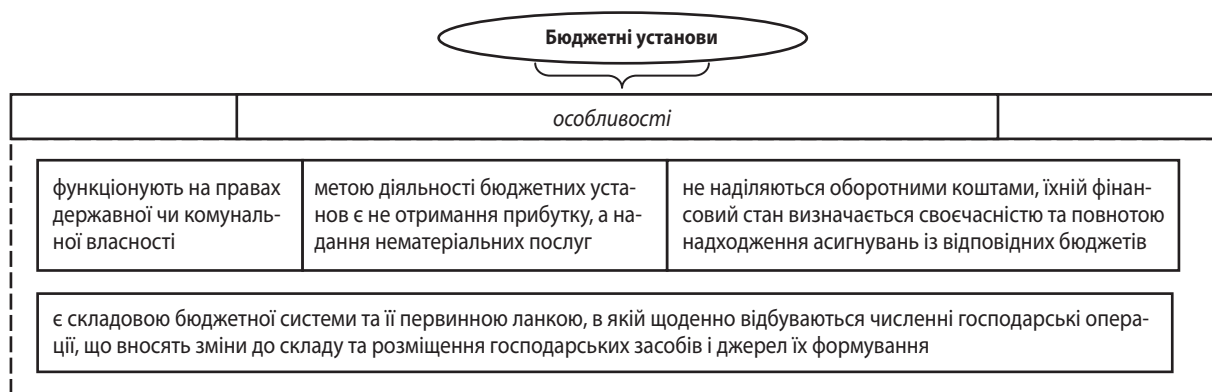 Бюджетні установи
особливості
функціонують на правах
державної чи комуналь-
ної власності
метою діяльності бюджетних уста-
нов є не отримання прибутку, а на-
дання нематеріальних послуг
не наділяються оборотними коштами, їхній фінан-
совий стан визначається своєчасністю та повнотою
надходження асигнувань із відповідних бюджетів
є складовою бюджетної системи та її первинною ланкою, в якій щоденно відбуваються численні господарські опера-
ції, що вносять зміни до складу та розміщення господарських засобів і джерел їх формування